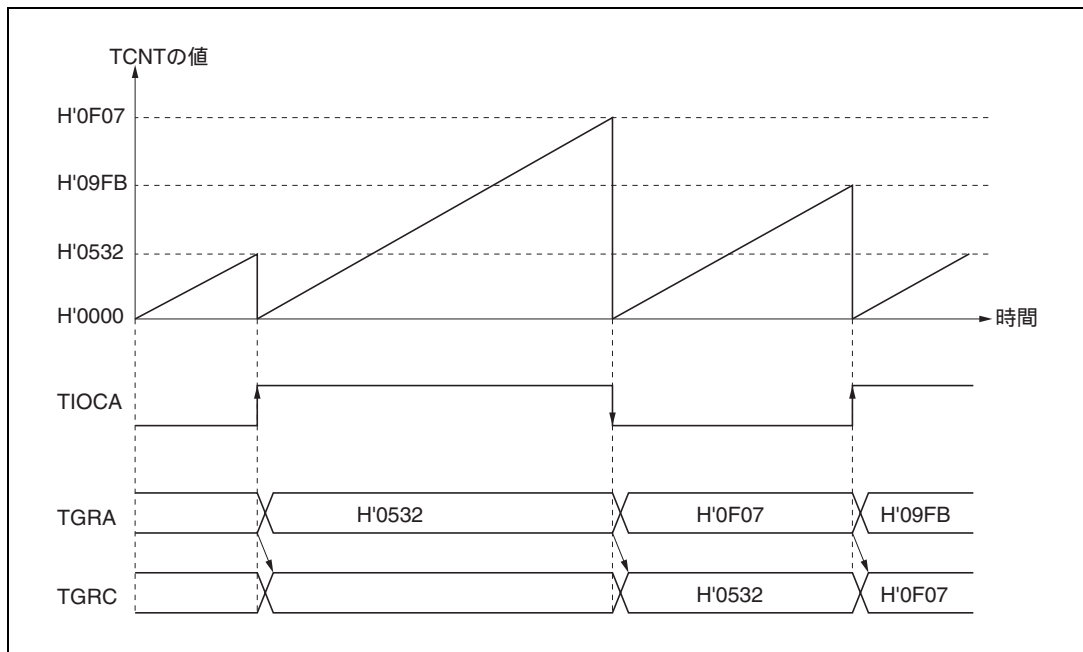 TCNTの値
H'0F07
H'09FB
H'0532
H'0000
時間
TIOCA
TGRA
H'0532
H'0F07
H'09FB
TGRC
H'0532
H'0F07